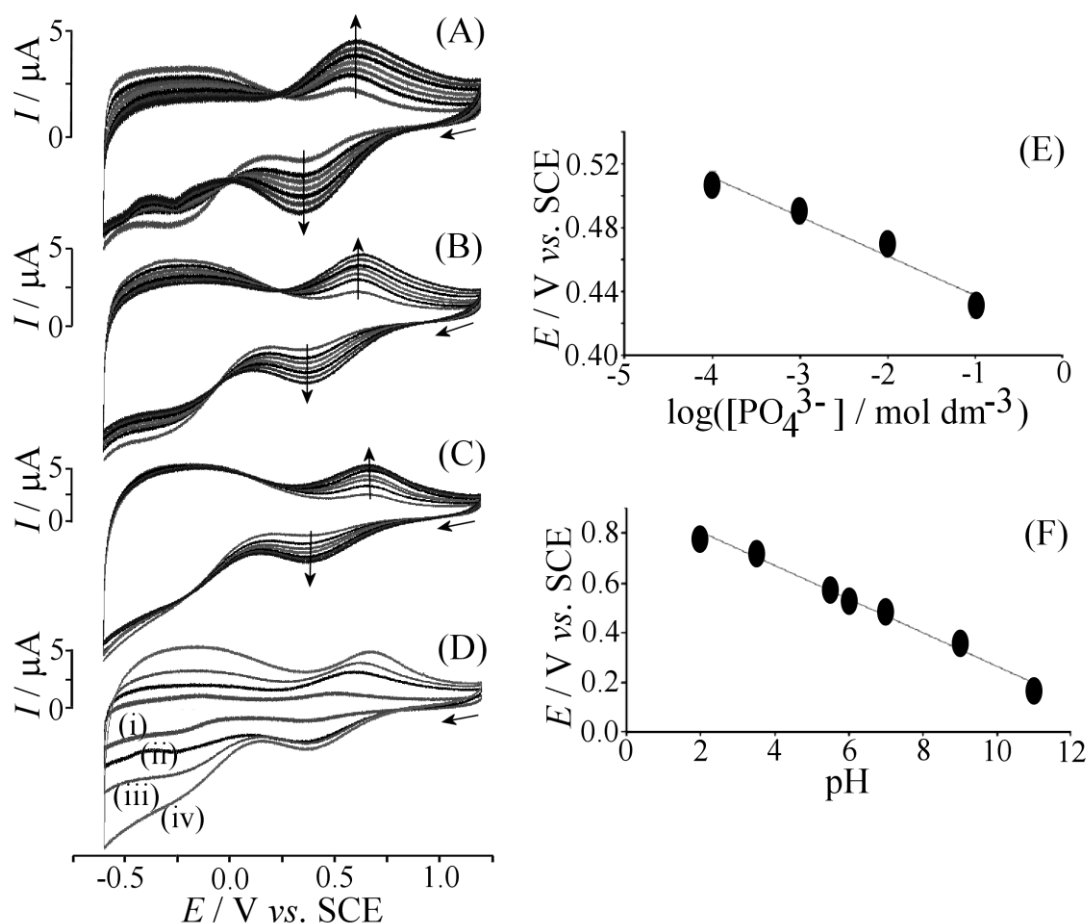 (A)
I / µA
5
0
(B)
I / µA
5
0
(C)
I / µA
5
0
(D)
I / µA
5
0
(i)
(ii)
(iii)
(iv)
-0.5 0.0 0.5 1.0
E / V vs. SCE
(E)
E / V vs. SCE
0.52
0.48
0.44
0.40
-5 -4 -3 -2 -1 0
log([PO₄³⁻] / mol dm⁻³)
(F)
E / V vs. SCE
0.8
0.6
0.4
0.2
0.0
0 2 4 6 8 10 12
pH